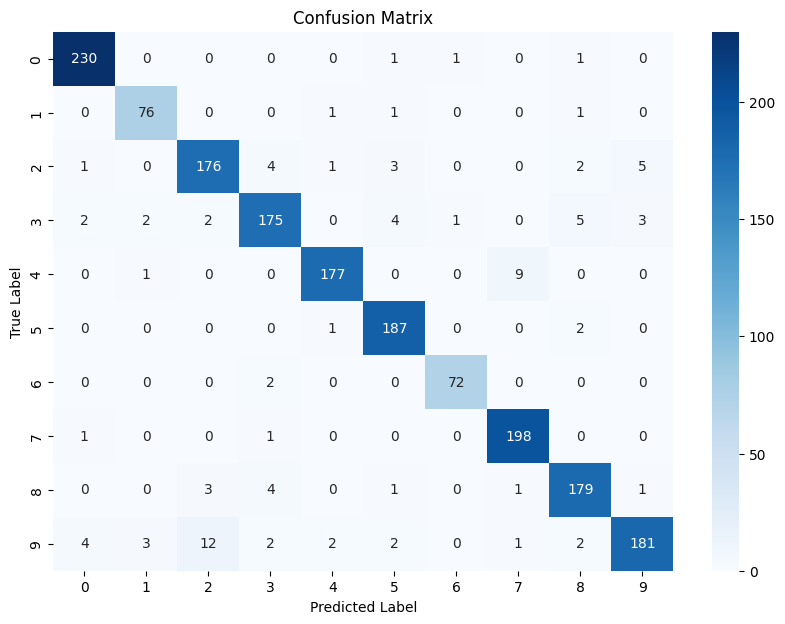 Confusion Matrix
0 230 0 0 0 0 1 1 0 1 0
1 0 76 0 0 1 1 0 0 1 0
2 1 0 176 4 1 3 0 0 2 5
3 2 2 2 175 0 4 1 0 5 3
4 0 1 0 0 177 0 0 9 0 0
5 0 0 0 0 1 187 0 0 2 0
6 0 0 0 2 0 0 72 0 0 0
7 1 0 0 1 0 0 0 198 0 0
8 0 0 3 4 0 1 0 1 179 1
9 4 3 12 2 2 2 0 1 2 181
0 1 2 3 4 5 6 7 8 9
True Label
Predicted Label
200
150
100
50
0